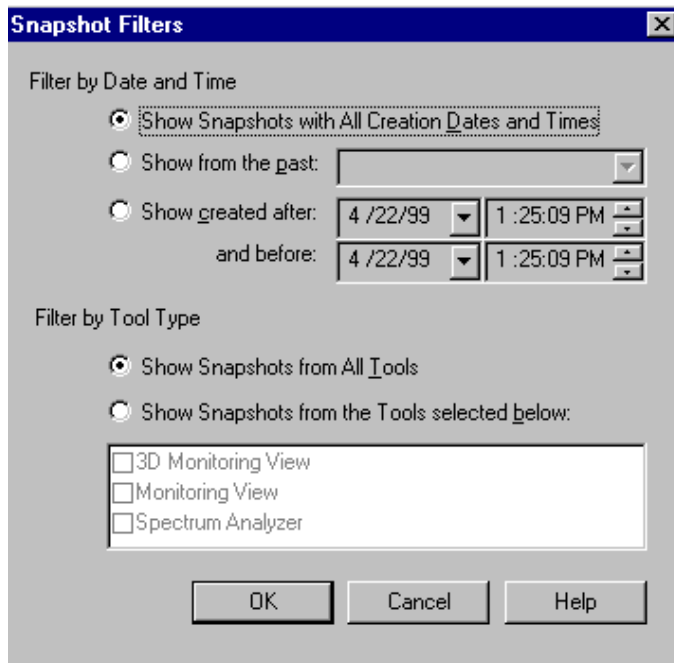 Snapshot Filters
Filter by Date and Time
Show Snapshots with All Creation Dates and Times
Show from the past:
Show created after: 4 /22/99 1 :25:09 PM
and before: 4 /22/99 1 :25:09 PM
Filter by Tool Type
Show Snapshots from All Tools
Show Snapshots from the Tools selected below:
3D Monitoring View
Monitoring View
Spectrum Analyzer
OK Cancel Help